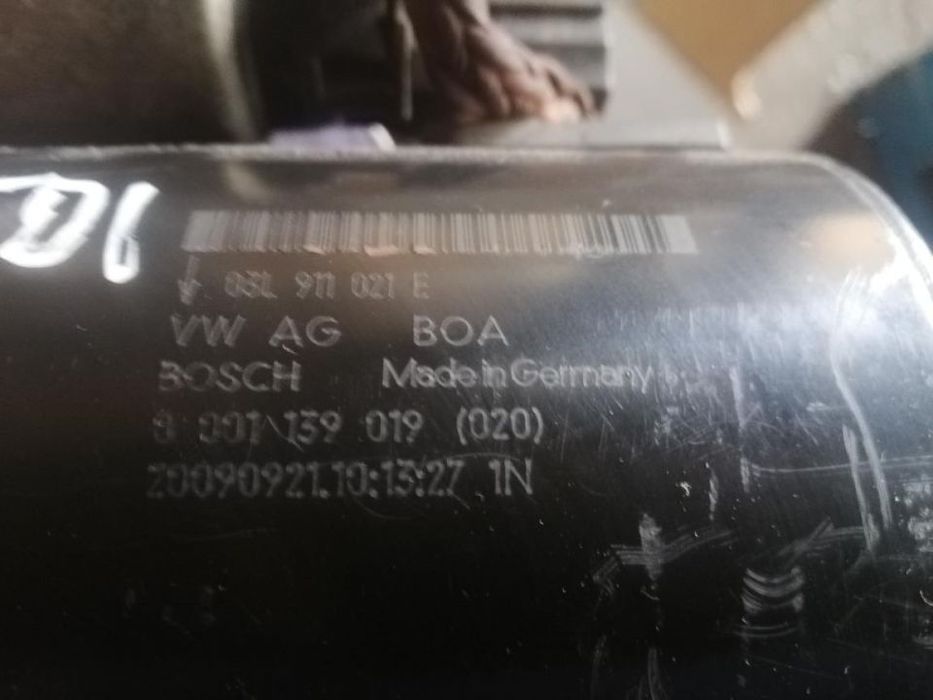 03L 911 021 E
VW AG BOA
BOSCH Made in Germany
0 001 139 019 (020)
20090921.10:13:27 1N